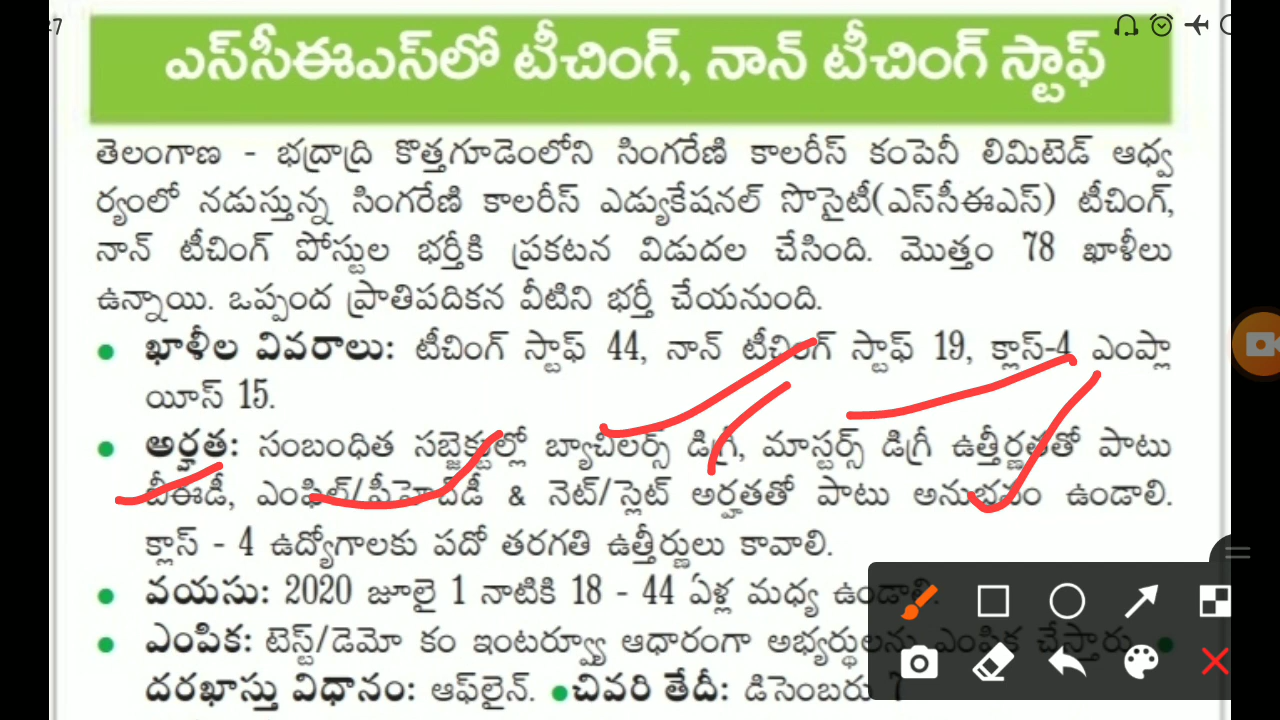 27
ఎస్‌సీఈఎస్‌లో టీచింగ్, నాన్ టీచింగ్ స్టాఫ్
తెలంగాణ - భద్రాద్రి కొత్తగూడెంలోని సింగరేణి కాలరీస్ కంపెనీ లిమిటెడ్ ఆధ్వ
ర్యంలో నడుస్తున్న సింగరేణి కాలరీస్ ఎడ్యుకేషనల్ సొసైటీ(ఎస్‌సీఈఎస్) టీచింగ్,
నాన్ టీచింగ్ పోస్టుల భర్తీకి ప్రకటన విడుదల చేసింది. మొత్తం 78 ఖాళీలు
ఉన్నాయి. ఒప్పంద ప్రాతిపదికన వీటిని భర్తీ చేయనుంది.
● ఖాళీల వివరాలు: టీచింగ్ స్టాఫ్ 44, నాన్ టీచింగ్ స్టాఫ్ 19, క్లాస్-4 ఎంప్లా
యీస్ 15.
● అర్హత: సంబంధిత సబ్జెక్టుల్లో బ్యాచిలర్స్ డిగ్రీ, మాస్టర్స్ డిగ్రీ ఉత్తీర్ణతతో పాటు
బీఈడీ, ఎంఫిల్/పీహెచ్‌డీ & నెట్/స్లెట్ అర్హతతో పాటు అనుభవం ఉండాలి.
క్లాస్ - 4 ఉద్యోగాలకు పదో తరగతి ఉత్తీర్ణులు కావాలి.
● వయసు: 2020 జూలై 1 నాటికి 18 - 44 ఏళ్ల మధ్య ఉండాలి.
● ఎంపిక: టెస్ట్/డెమో కం ఇంటర్వ్యూ ఆధారంగా అభ్యర్థులను ఎంపిక చేస్తారు. ●
దరఖాస్తు విధానం: ఆఫ్‌లైన్. ●చివరి తేదీ: డిసెంబరు 7